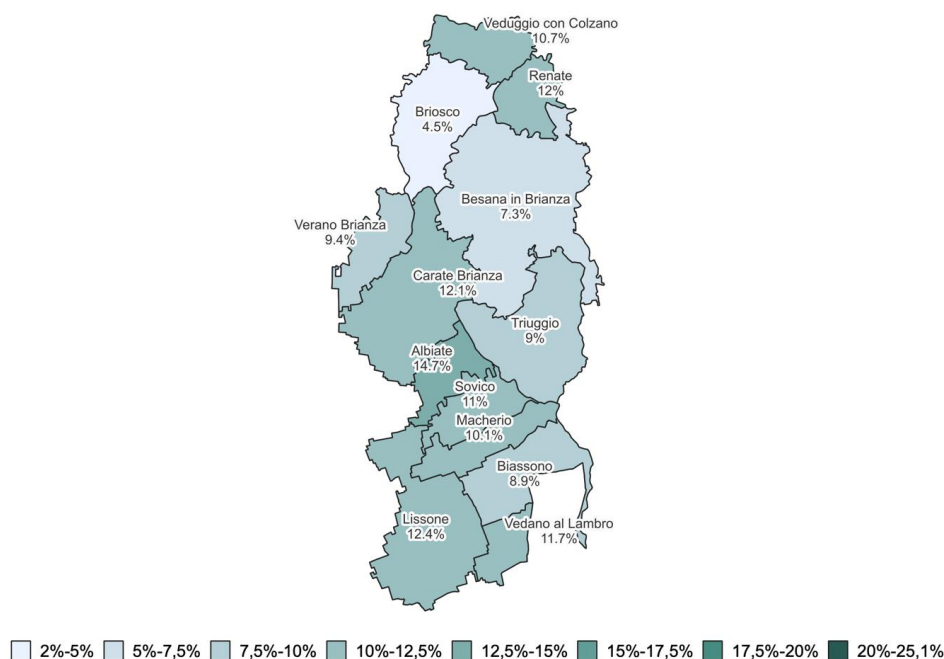 Veduggio con Colzano
10.7%
Renate
12%
Briosco
4.5%
Besana in Brianza
7.3%
Verano Brianza
9.4%
Carate Brianza
12.1%
Triuggio
9%
Albiate
14.7%
Sovico
11%
Macherio
10.1%
Biassono
8.9%
Lissone
12.4%
Vedano al Lambro
11.7%
2%-5% 5%-7,5% 7,5%-10% 10%-12,5% 12,5%-15% 15%-17,5% 17,5%-20% 20%-25,1%